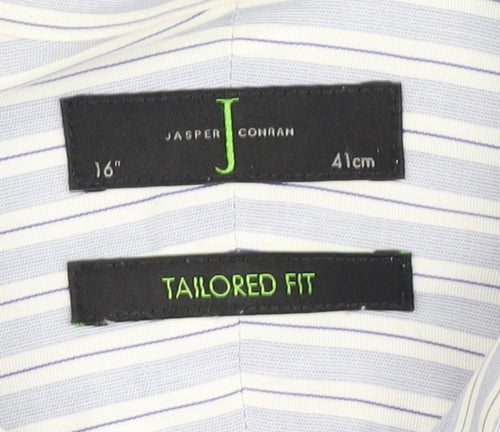 JASPER J CONRAN
16" 41cm
TAILORED FIT